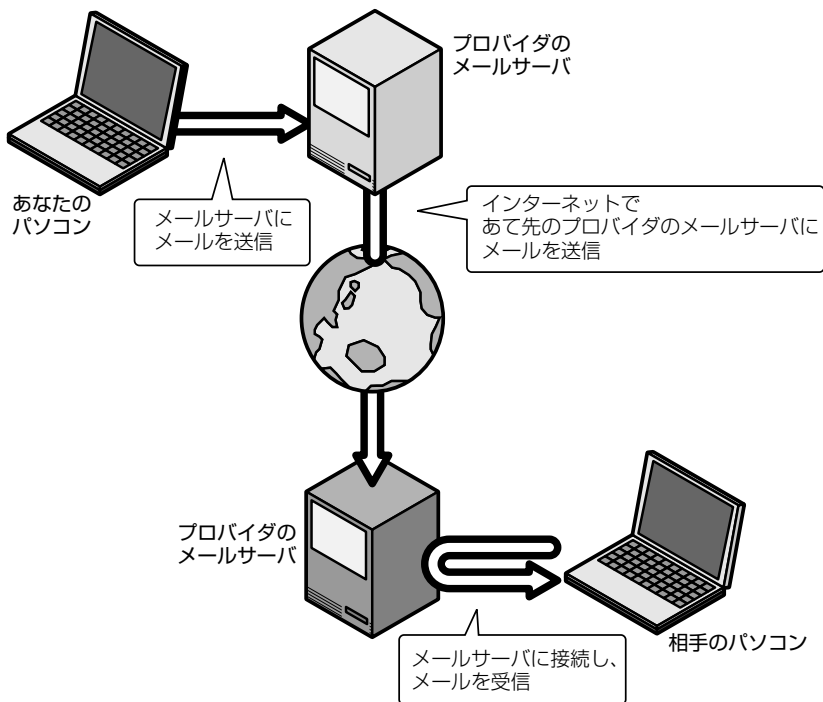 プロバイダの
メールサーバ
あなたの
パソコン
メールサーバに
メールを送信
インターネットで
あて先のプロバイダのメールサーバに
メールを送信
プロバイダの
メールサーバ
相手のパソコン
メールサーバに接続し、
メールを受信